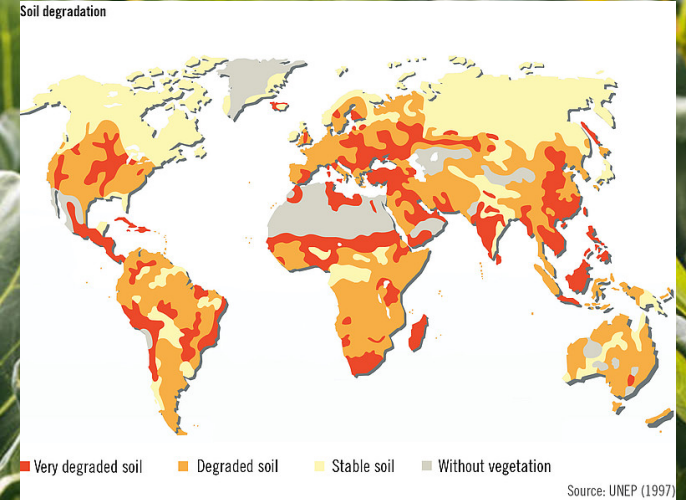 Soil degradation
Very degraded soil
Degraded soil
Stable soil
Without vegetation
Source: UNEP (1997)